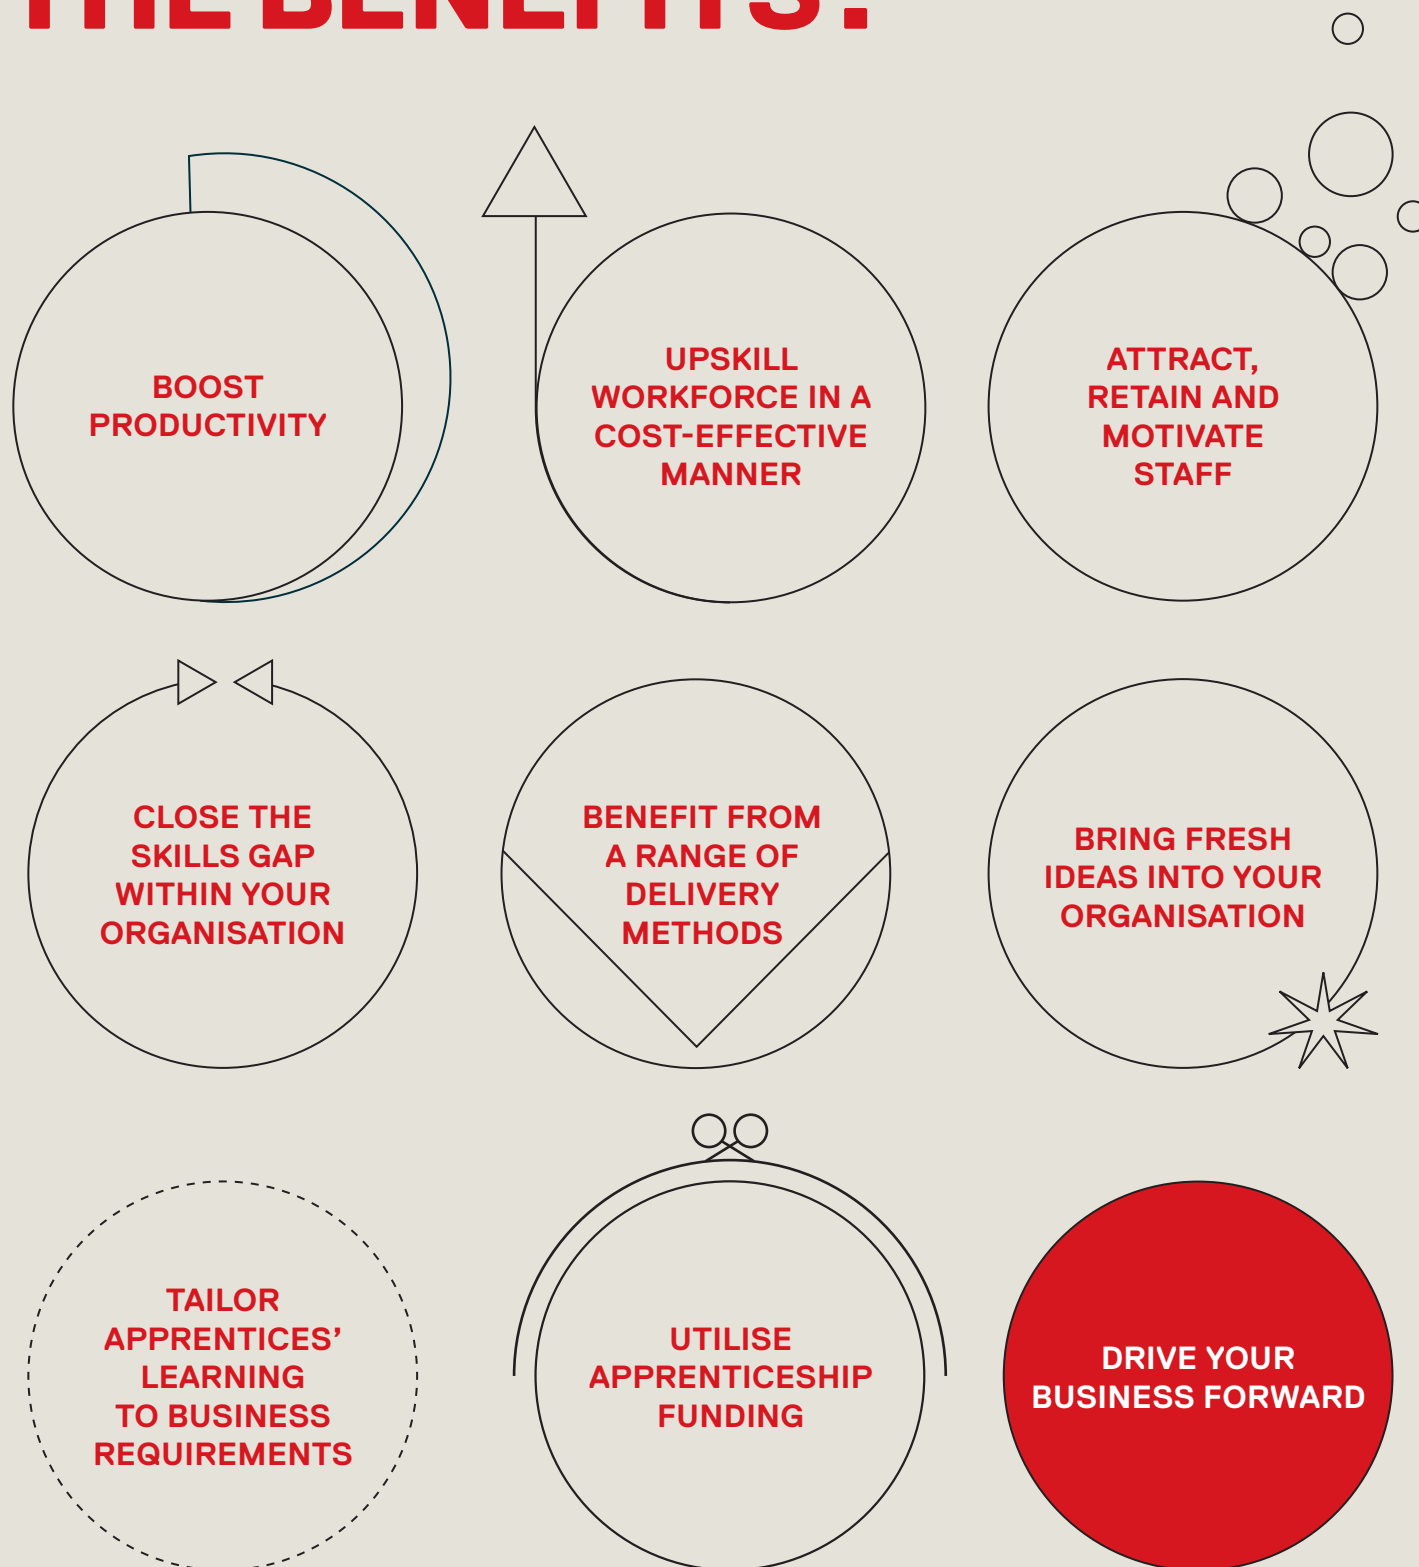 THE BENEFITS?
BOOST
PRODUCTIVITY
UPSKILL
WORKFORCE IN A
COST-EFFECTIVE
MANNER
ATTRACT,
RETAIN AND
MOTIVATE
STAFF
CLOSE THE
SKILLS GAP
WITHIN YOUR
ORGANISATION
BENEFIT FROM
A RANGE OF
DELIVERY
METHODS
BRING FRESH
IDEAS INTO YOUR
ORGANISATION
TAILOR
APPRENTICES’
LEARNING
TO BUSINESS
REQUIREMENTS
UTILISE
APPRENTICESHIP
FUNDING
DRIVE YOUR
BUSINESS FORWARD